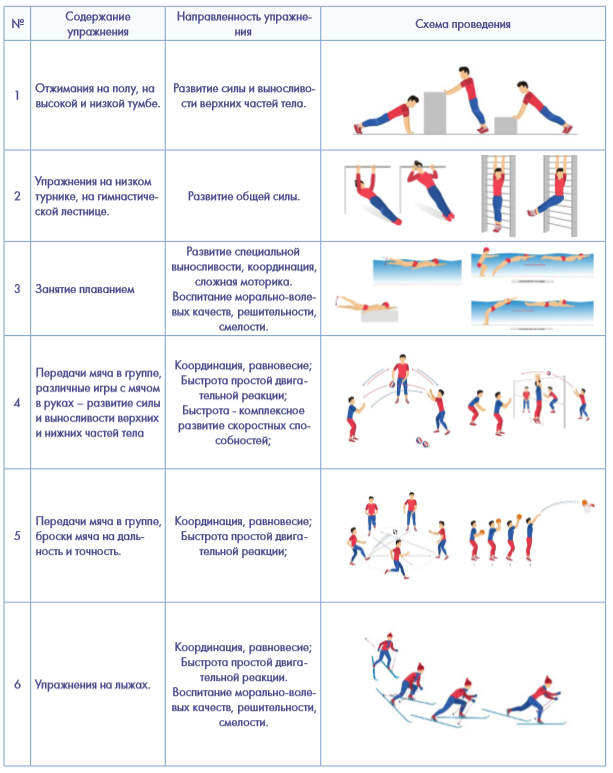 №
Содержание
упражнения
Направленность упражне-
ния
Схема проведения
1
Отжимания на полу, на
высокой и низкой тумбе.
Развитие силы и выносливо-
сти верхних частей тела.
2
Упражнения на низком
турнике, на гимнастиче-
ской лестнице.
Развитие общей силы.
3
Занятие плаванием
Развитие специальной
выносливости, координация,
сложная моторика.
Воспитание морально-воле-
вых качеств, решительности,
смелости.
4
Передачи мяча в группе,
различные игры с мячом
в руках – развитие силы
и выносливости верхних
и нижних частей тела
Координация, равновесие;
Быстрота простой двига-
тельной реакции;
Быстрота - комплексное
развитие скоростных спо-
собностей;
5
Передачи мяча в группе,
броски мяча на даль-
ность и точность.
Координация, равновесие;
Быстрота простой двига-
тельной реакции;
6
Упражнения на лыжах.
Координация, равновесие;
Быстрота простой двига-
тельной реакции.
Воспитание морально-воле-
вых качеств, решительности,
смелости.